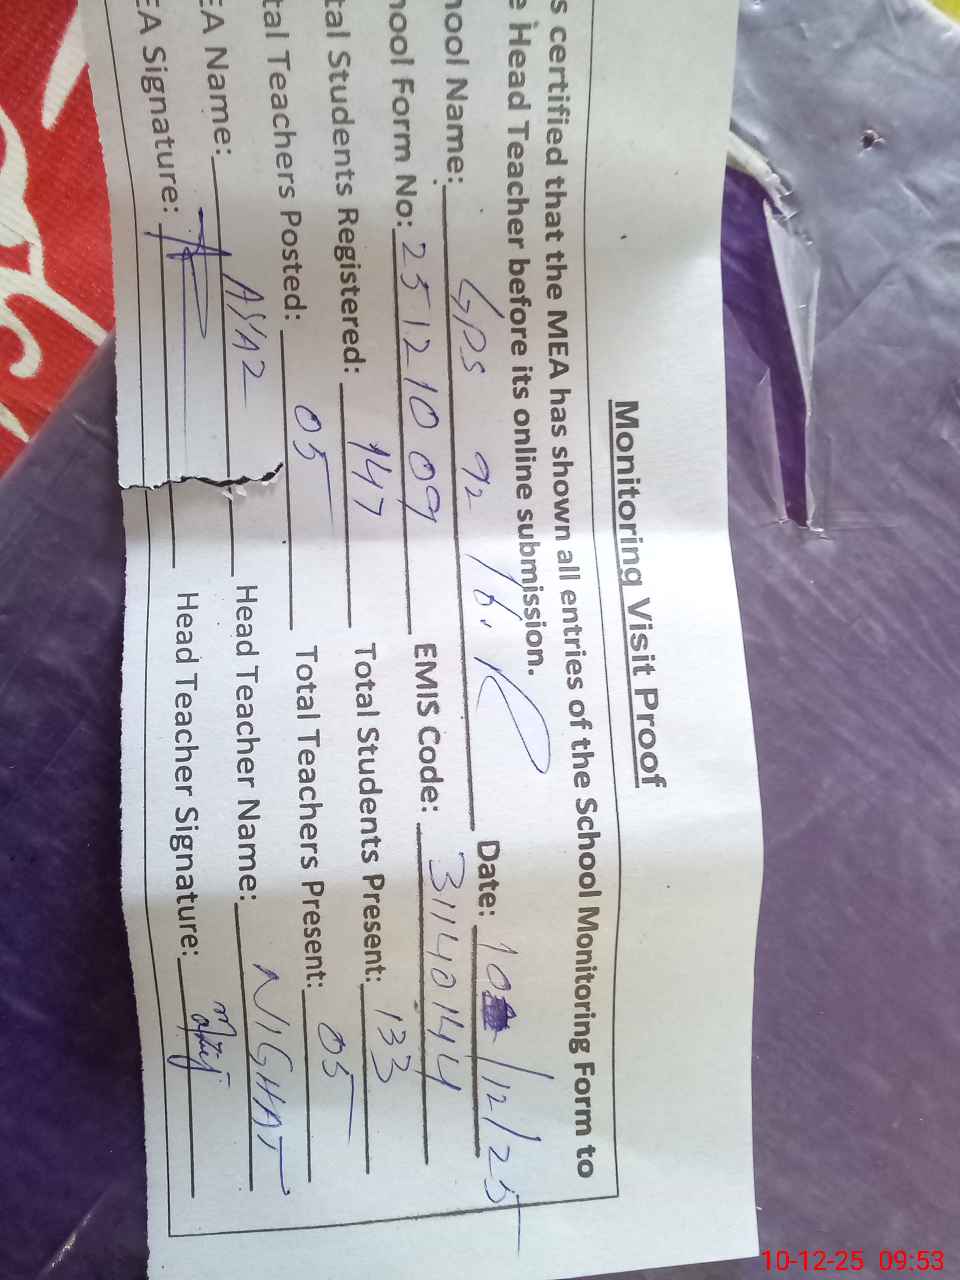 Monitoring Visit Proof
s certified that the MEA has shown all entries of the School Monitoring Form to
e Head Teacher before its online submission.
hool Name: GPS 92 Date: 10/12/25
hool Form No: 25121009 EMIS Code: 31140144
tal Students Registered: 147 Total Students Present: 133
tal Teachers Posted: 05 Total Teachers Present: 05
EA Name: Head Teacher Name: NIGHAT
EA Signature: Head Teacher Signature:
10-12-25 09:53